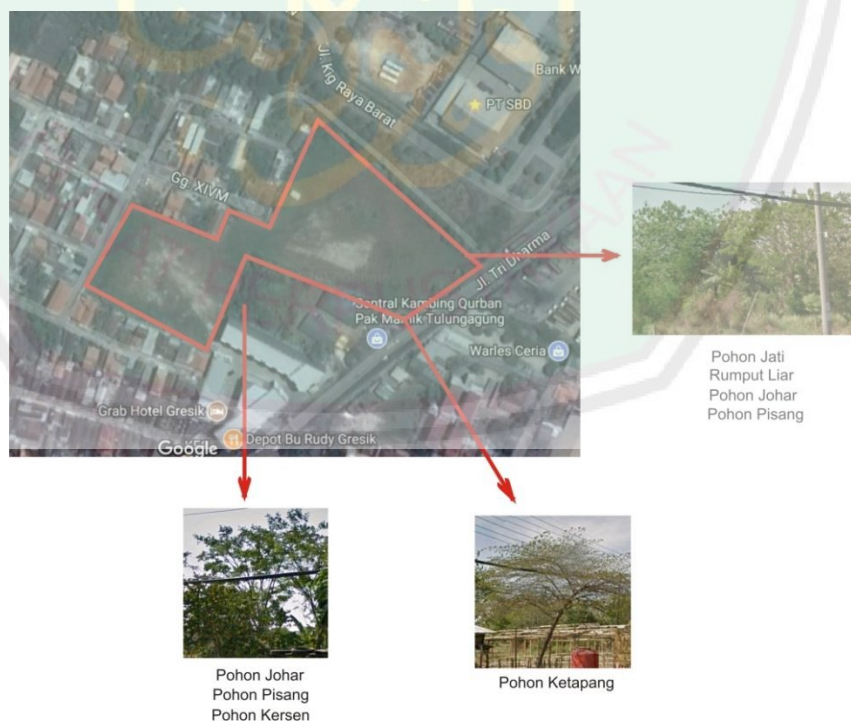 Jl. Kig Raya Barat
Bank W
PT SBD
Gg. XIVM
Jl. Tri Dharma
Sentral Kambing Qurban
Pak Malik Tulungagung
Warles Ceria
Grab Hotel Gresik
Depot Bu Rudy Gresik
Google
Pohon Jati
Rumput Liar
Pohon Johar
Pohon Pisang
Pohon Johar
Pohon Pisang
Pohon Kersen
Pohon Ketapang